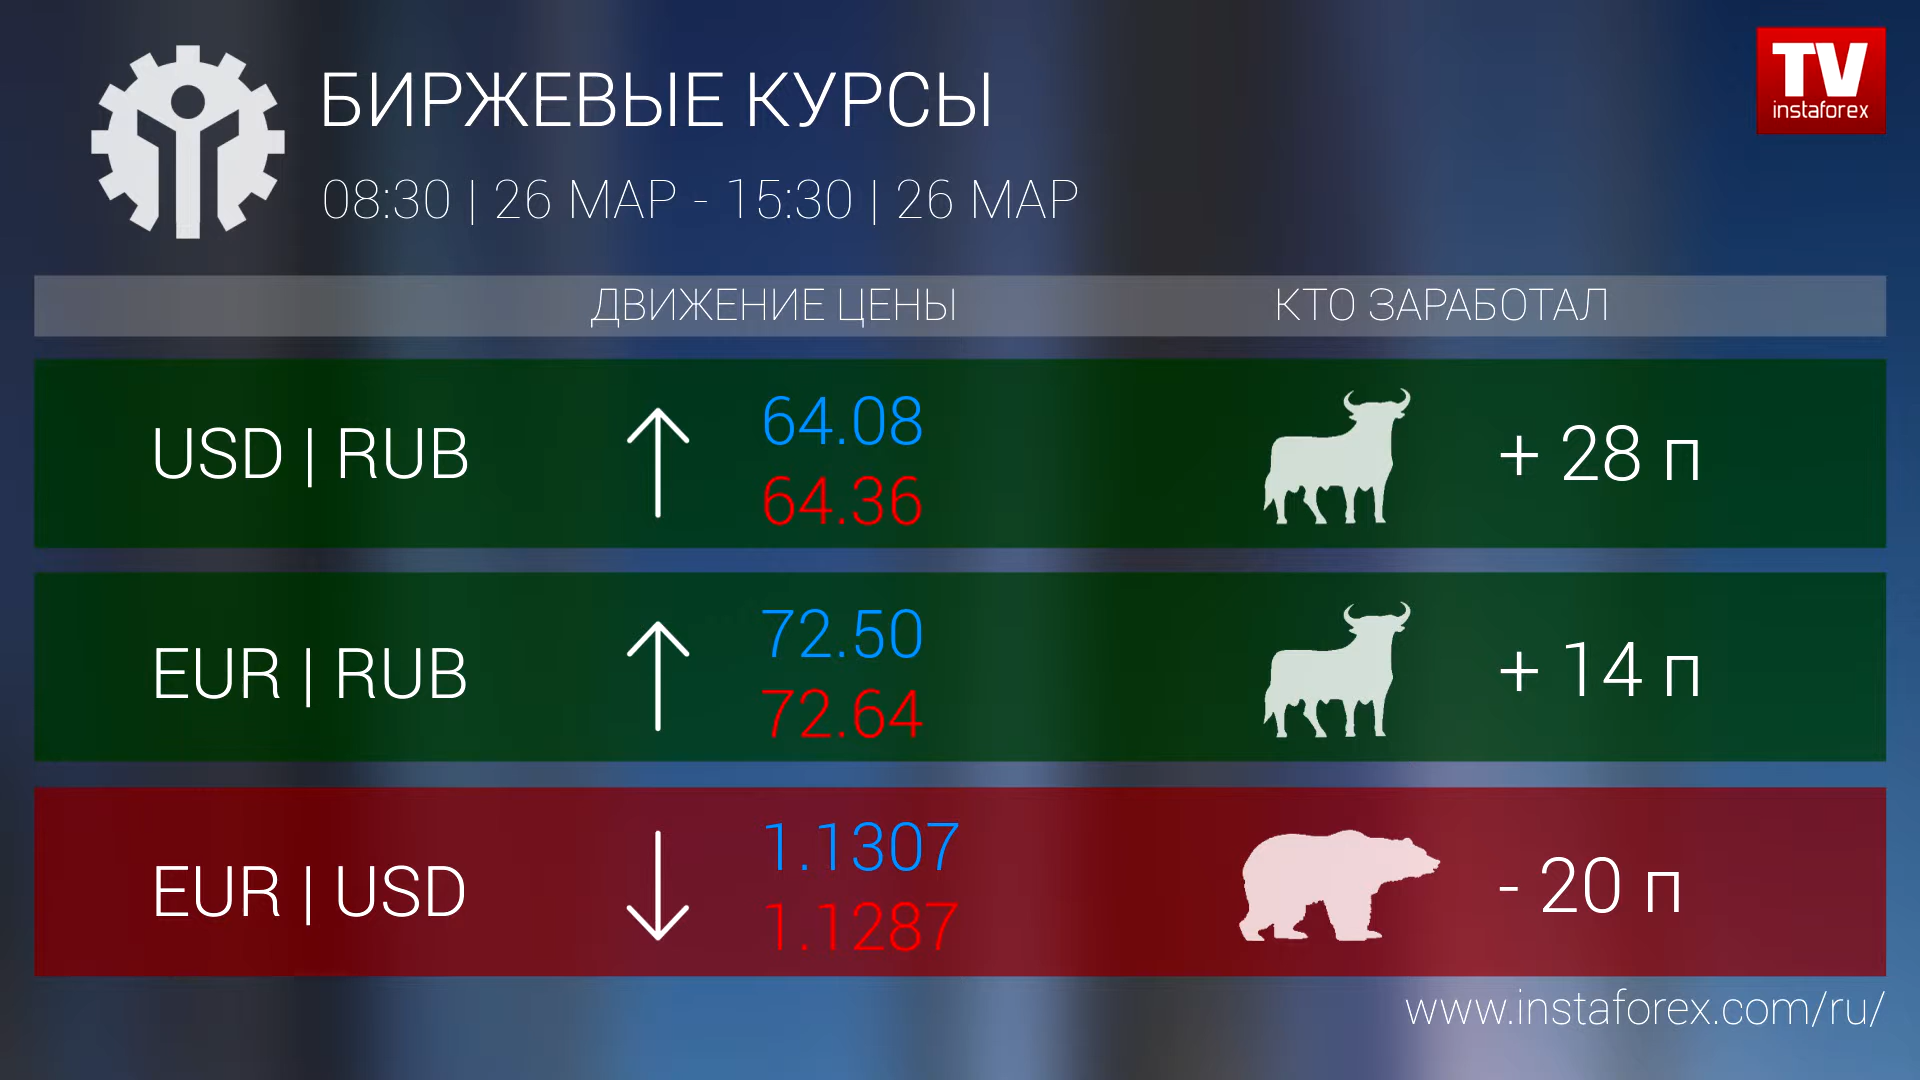 БИРЖЕВЫЕ КУРСЫ
TV
instaforex
08:30 | 26 МАР - 15:30 | 26 МАР
ДВИЖЕНИЕ ЦЕНЫ КТО ЗАРАБОТАЛ
USD | RUB 64.08 64.36 + 28 п
EUR | RUB 72.50 72.64 + 14 п
EUR | USD 1.1307 1.1287 - 20 п
www.instaforex.com/ru/